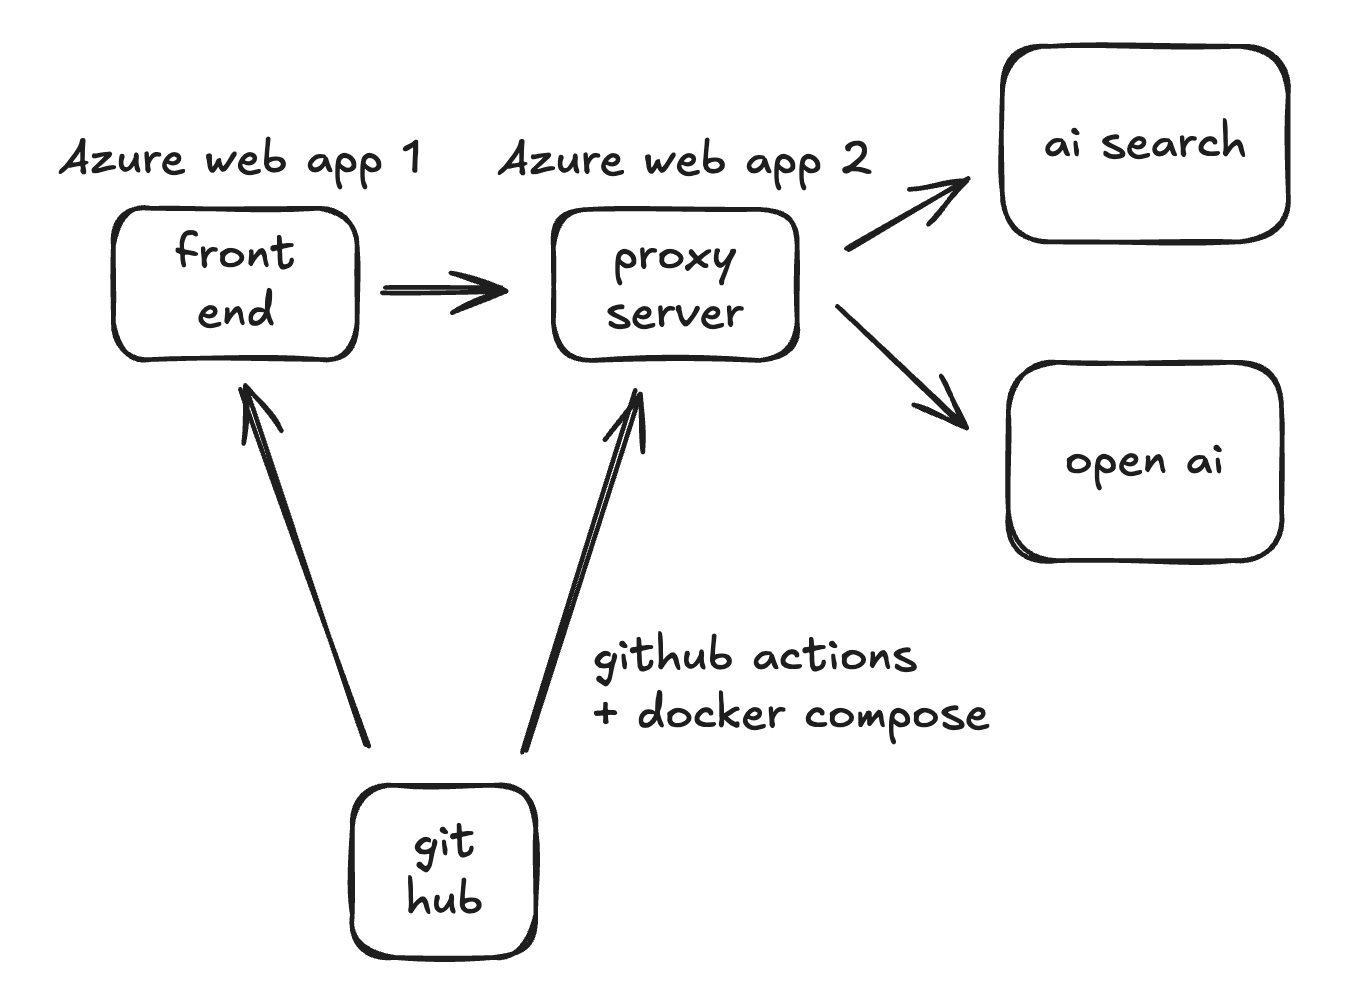 Azure web app 1
front
end
Azure web app 2
proxy
server
ai search
open ai
github actions
+ docker compose
git
hub